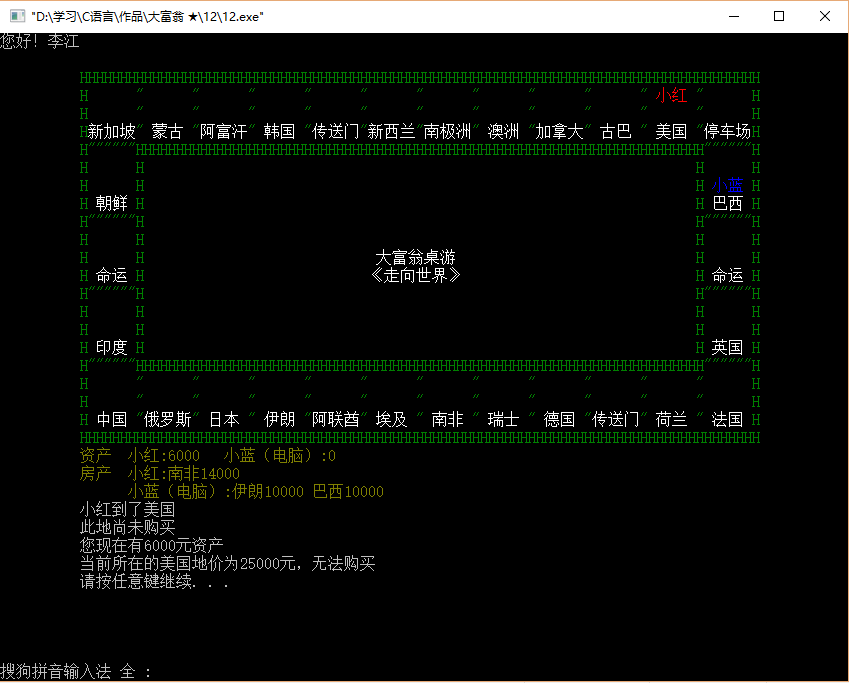 "D:\学习\C语言\作品\大富翁 ★\12\12.exe"
您好! 李江
小红
新加坡 蒙古 阿富汗 韩国 传送门 新西兰 南极洲 澳洲 加拿大 古巴 美国 停车场
小蓝
朝鲜 巴西
大富翁桌游
《走向世界》
命运 命运
印度 英国
中国 俄罗斯 日本 伊朗 阿联酋 埃及 南非 瑞士 德国 传送门 荷兰 法国
资产 小红:6000 小蓝（电脑）:0
房产 小红:南非14000
小蓝（电脑）:伊朗10000 巴西10000
小红到了美国
此地尚未购买
您现在有6000元资产
当前所在的美国地价为25000元，无法购买
请按任意键继续. . .
搜狗拼音输入法 全 :